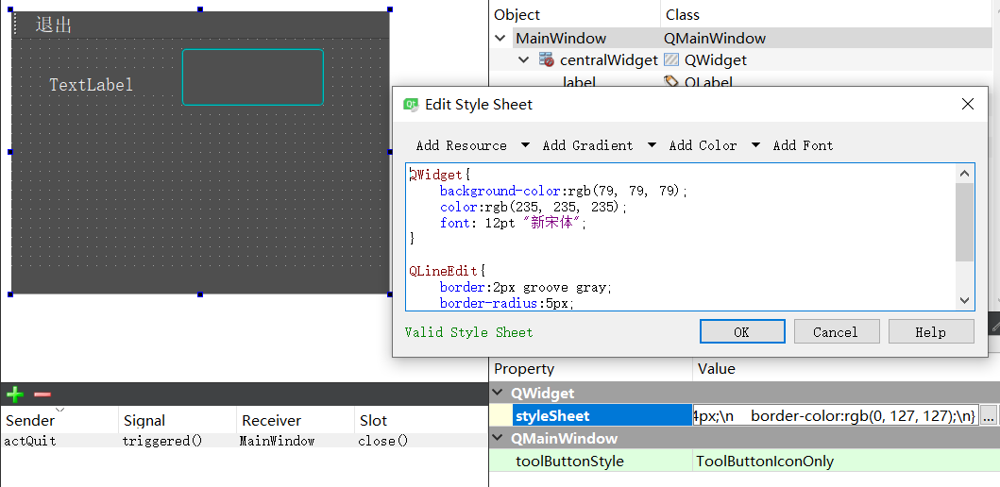 退出
TextLabel
Object Class
MainWindow QMainWindow
centralWidget QWidget
label QLabel
Edit Style Sheet
Add Resource Add Gradient Add Color Add Font
QWidget{
background-color:rgb(79, 79, 79);
color:rgb(235, 235, 235);
font: 12pt "新宋体";
}
QLineEdit{
border:2px groove gray;
border-radius:5px;
Valid Style Sheet
OK Cancel Help
Property Value
QWidget
styleSheet 4px;\n border-color:rgb(0, 127, 127);\n} ...
QMainWindow
toolButtonStyle ToolButtonIconOnly
Sender Signal Receiver Slot
actQuit triggered() MainWindow close()